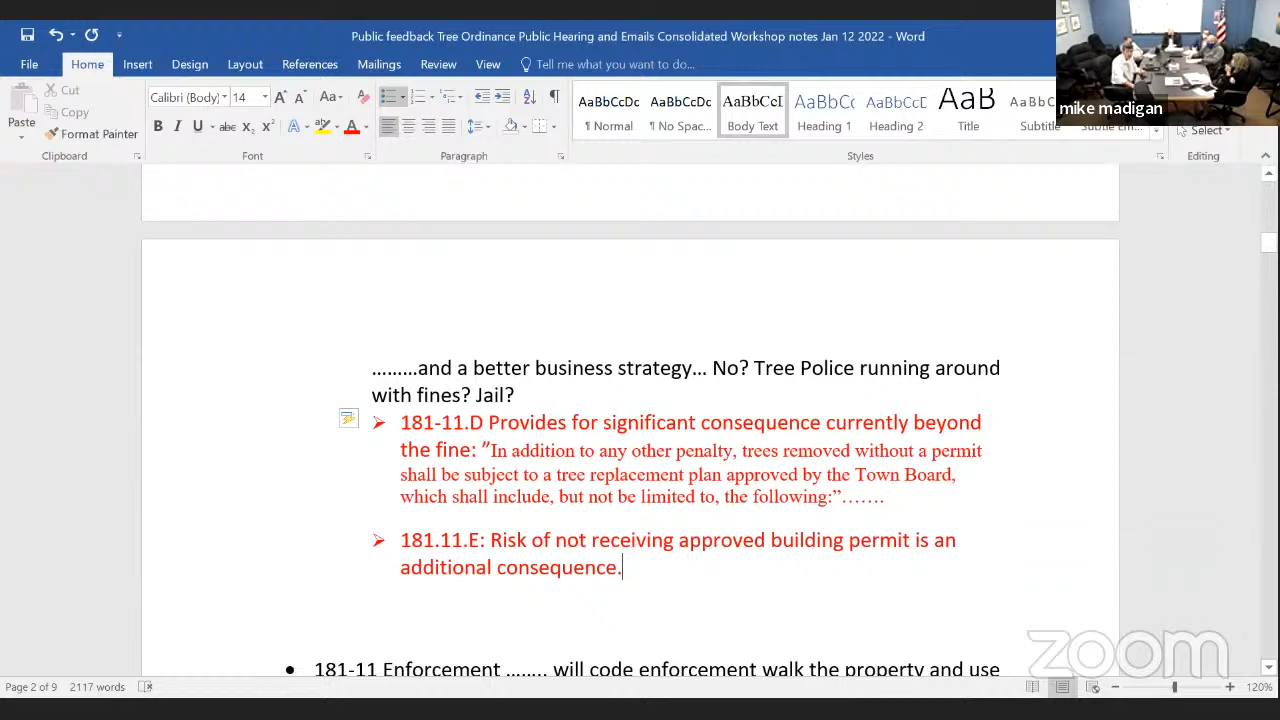 Public feedback Tree Ordinance Public Hearing and Emails Consolidated Workshop notes Jan 12 2022 - Word
File Home Insert Design Layout References Mailings Review View Tell me what you want to do...
mike madigan
Paste
Cut
Copy
Format Painter
Calibri (Body) 14
AaBbCcDc AaBbCcDc AaBbCcI AaBbCc AaBbCcE AaB
¶ Normal ¶ No Spac... Body Text Heading 1 Heading 2 Title Subtitle Subtle Em...
Select
Clipboard Font Paragraph Styles Editing
………and a better business strategy… No? Tree Police running around
with fines? Jail?
➢ 181-11.D Provides for significant consequence currently beyond
the fine: ”In addition to any other penalty, trees removed without a permit
shall be subject to a tree replacement plan approved by the Town Board,
which shall include, but not be limited to, the following:”…….
➢ 181.11.E: Risk of not receiving approved building permit is an
additional consequence.
• 181-11 Enforcement …….. will code enforcement walk the property and use
zoom
Page 2 of 9 2117 words 120%